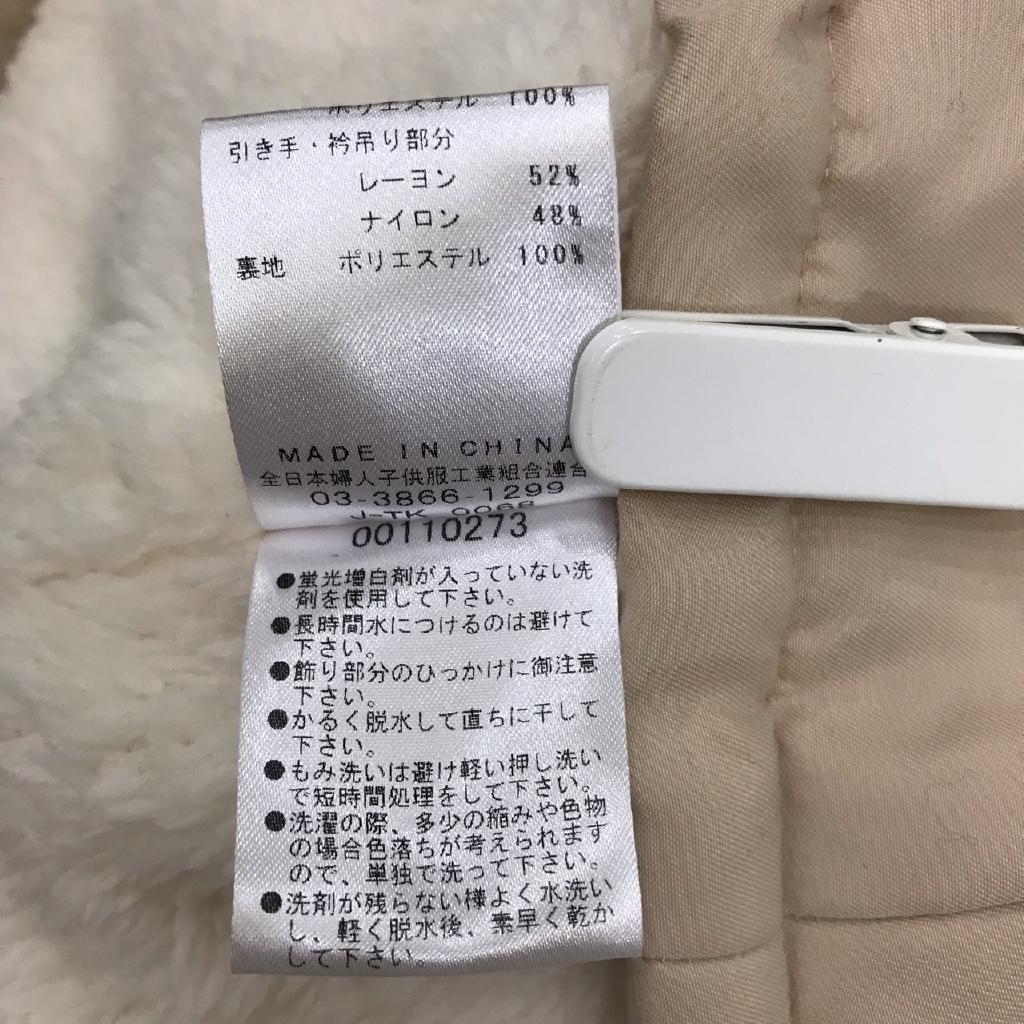 ポリエステル 100%
引き手・衿吊り部分
レーヨン 52%
ナイロン 48%
裏地 ポリエステル 100%
MADE IN CHINA
全日本婦人子供服工業組合連合
03-3866-1299
J-TK 0068
00110273
●蛍光増白剤が入っていない洗
剤を使用して下さい。
●長時間水につけるのは避けて
下さい。
●飾り部分のひっかけに御注意
下さい。
●かるく脱水して直ちに干して
下さい。
●もみ洗いは避け軽い押し洗い
で短時間処理をして下さい。
●洗濯の際、多少の縮みや色物
の場合色落ちが考えられます
ので、単独で洗って下さい。
●洗剤が残らない様よく水洗い
し、軽く脱水後、素早く乾か
して下さい。